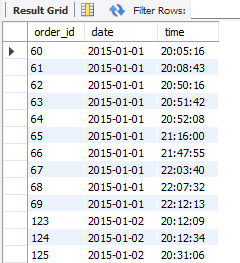 Result Grid Filter Rows:
order_id date time
60 2015-01-01 20:05:16
61 2015-01-01 20:08:43
62 2015-01-01 20:50:16
63 2015-01-01 20:51:42
64 2015-01-01 20:52:08
65 2015-01-01 21:16:00
66 2015-01-01 21:47:55
67 2015-01-01 22:03:40
68 2015-01-01 22:07:32
69 2015-01-01 22:12:13
123 2015-01-02 20:12:09
124 2015-01-02 20:12:34
125 2015-01-02 20:31:06